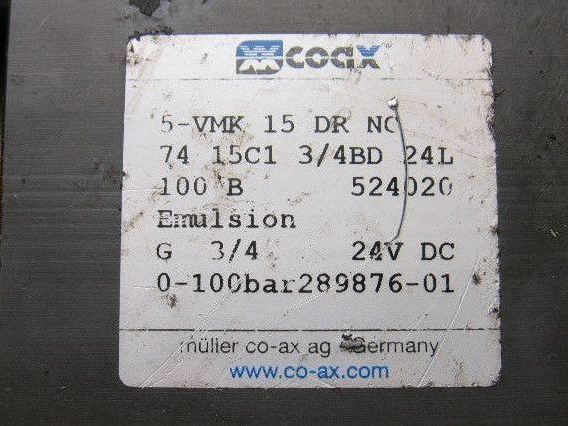 COAX
5-VMK 15 DR NC
74 15C1 3/4BD 24L
100 B 524020
Emulsion
G 3/4 24V DC
0-100bar289876-01
müller co-ax ag Germany
www.co-ax.com